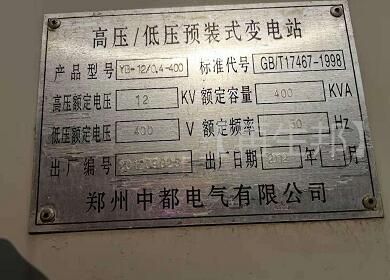 高压/低压预装式变电站
产品型号 YB-12/0.4-400 标准代号 GB/T17467-1998
高压额定电压 12 KV 额定容量 400 KVA
低压额定电压 400 V 额定频率 50 Hz
出厂编号 出厂日期 2012 年 月
郑州中都电气有限公司